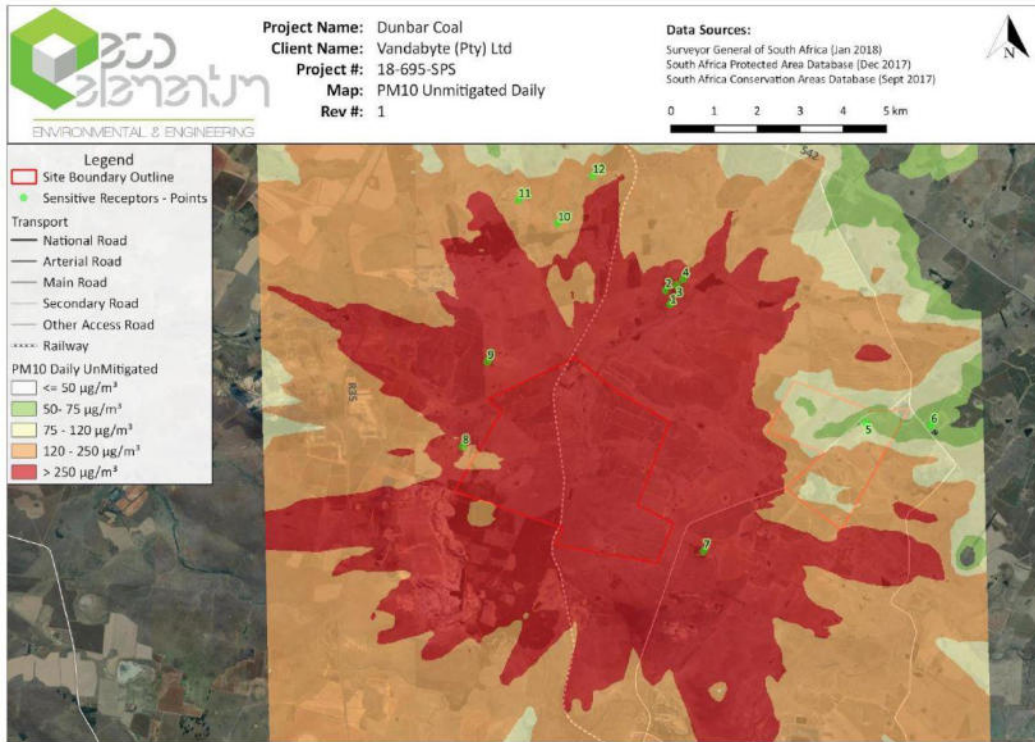 eco
elementum
ENVIRONMENTAL & ENGINEERING
Project Name: Dunbar Coal
Client Name: Vandabyte (Pty) Ltd
Project #: 18-695-SPS
Map: PM10 Unmitigated Daily
Rev #: 1
Data Sources:
Surveyor General of South Africa (Jan 2018)
South Africa Protected Area Database (Dec 2017)
South Africa Conservation Areas Database (Sept 2017)
0 1 2 3 4 5 km
N
Legend
Site Boundary Outline
Sensitive Receptors - Points
Transport
National Road
Arterial Road
Main Road
Secondary Road
Other Access Road
Railway
PM10 Daily UnMitigated
<= 50 µg/m³
50- 75 µg/m³
75 - 120 µg/m³
120 - 250 µg/m³
> 250 µg/m³
542
12
11
10
4
2
3
1
9
R35
5
6
8
7